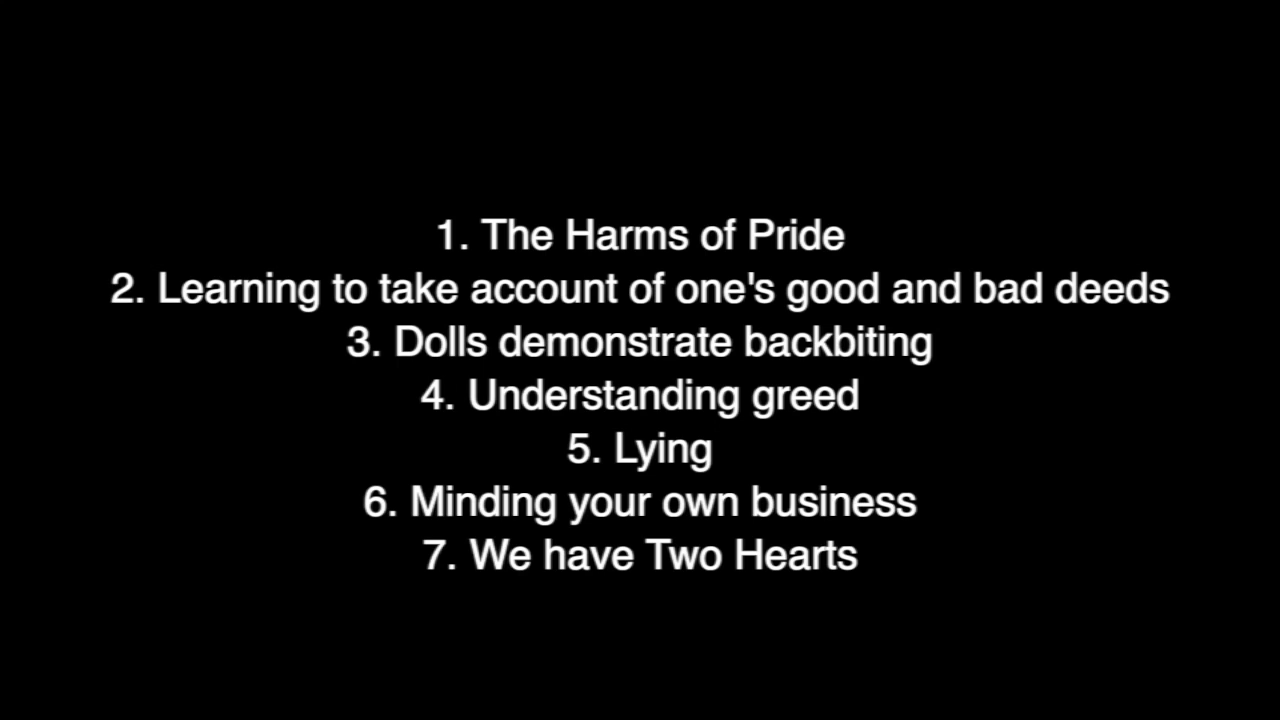 1. The Harms of Pride
2. Learning to take account of one's good and bad deeds
3. Dolls demonstrate backbiting
4. Understanding greed
5. Lying
6. Minding your own business
7. We have Two Hearts